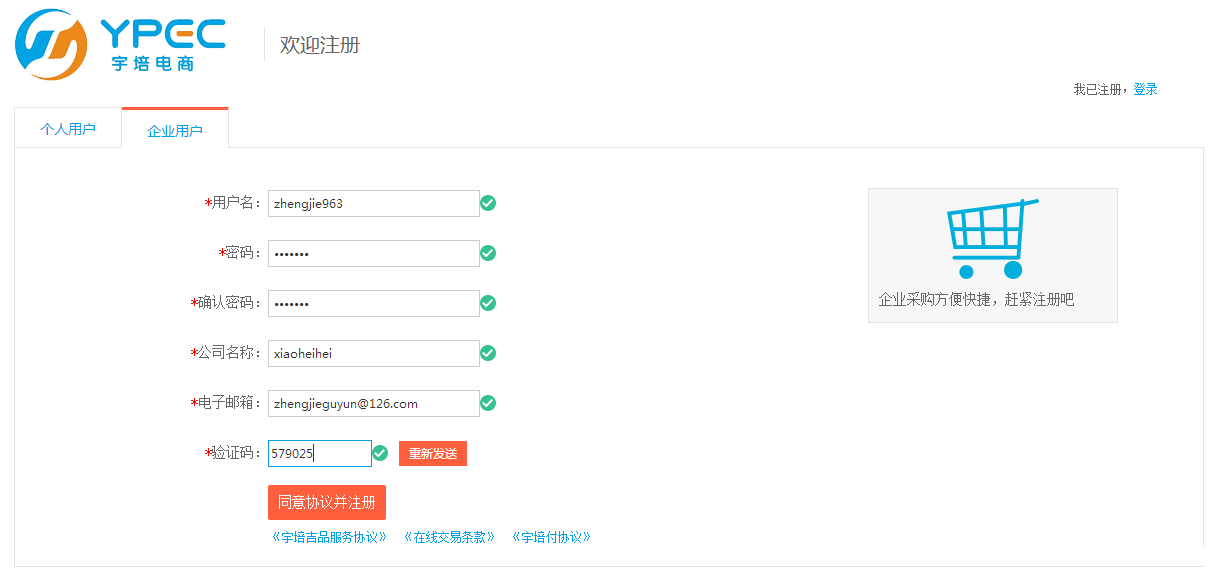 YPEC
宇培电商
欢迎注册
我已注册，登录
个人用户
企业用户
*用户名： zhengjie963
*密码： •••••••
*确认密码： •••••••
*公司名称： xiaoheihei
*电子邮箱： zhengjieguyun@126.com
*验证码： 579025 重新发送
同意协议并注册
《宇培吉品服务协议》 《在线交易条款》 《宇培付协议》
企业采购方便快捷，赶紧注册吧